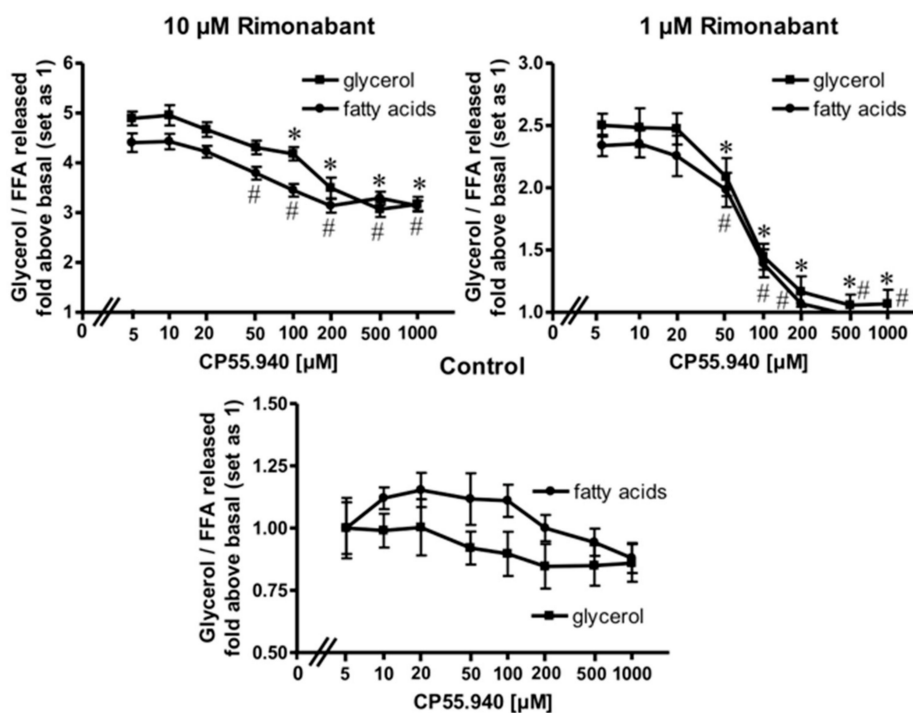 10 µM Rimonabant
Glycerol / FFA released
fold above basal (set as 1)
6
5
4
3
2
1
0
glycerol
fatty acids
*
*
*
*
#
#
#
#
#
5 10 20 50 100 200 500 1000
CP55.940 [µM]
1 µM Rimonabant
Glycerol / FFA released
fold above basal (set as 1)
3.0
2.5
2.0
1.5
1.0
0
glycerol
fatty acids
*
*
*
*
*
#
#
#
#
#
5 10 20 50 100 200 500 1000
CP55.940 [µM]
Control
Glycerol / FFA released
fold above basal (set as 1)
1.50
1.25
1.00
0.75
0.50
fatty acids
glycerol
0 5 10 20 50 100 200 500 1000
CP55.940 [µM]